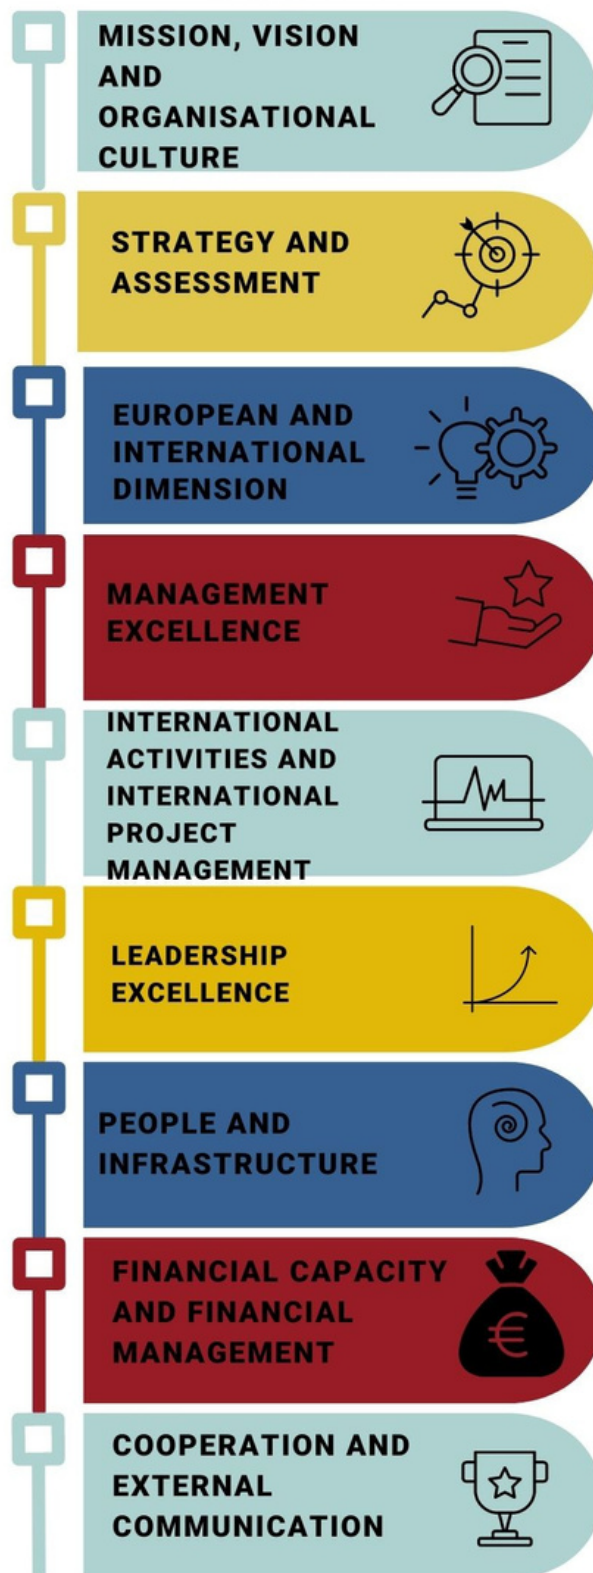 MISSION, VISION
AND
ORGANISATIONAL
CULTURE
STRATEGY AND
ASSESSMENT
EUROPEAN AND
INTERNATIONAL
DIMENSION
MANAGEMENT
EXCELLENCE
INTERNATIONAL
ACTIVITIES AND
INTERNATIONAL
PROJECT
MANAGEMENT
LEADERSHIP
EXCELLENCE
PEOPLE AND
INFRASTRUCTURE
FINANCIAL CAPACITY
AND FINANCIAL
MANAGEMENT
€
COOPERATION AND
EXTERNAL
COMMUNICATION